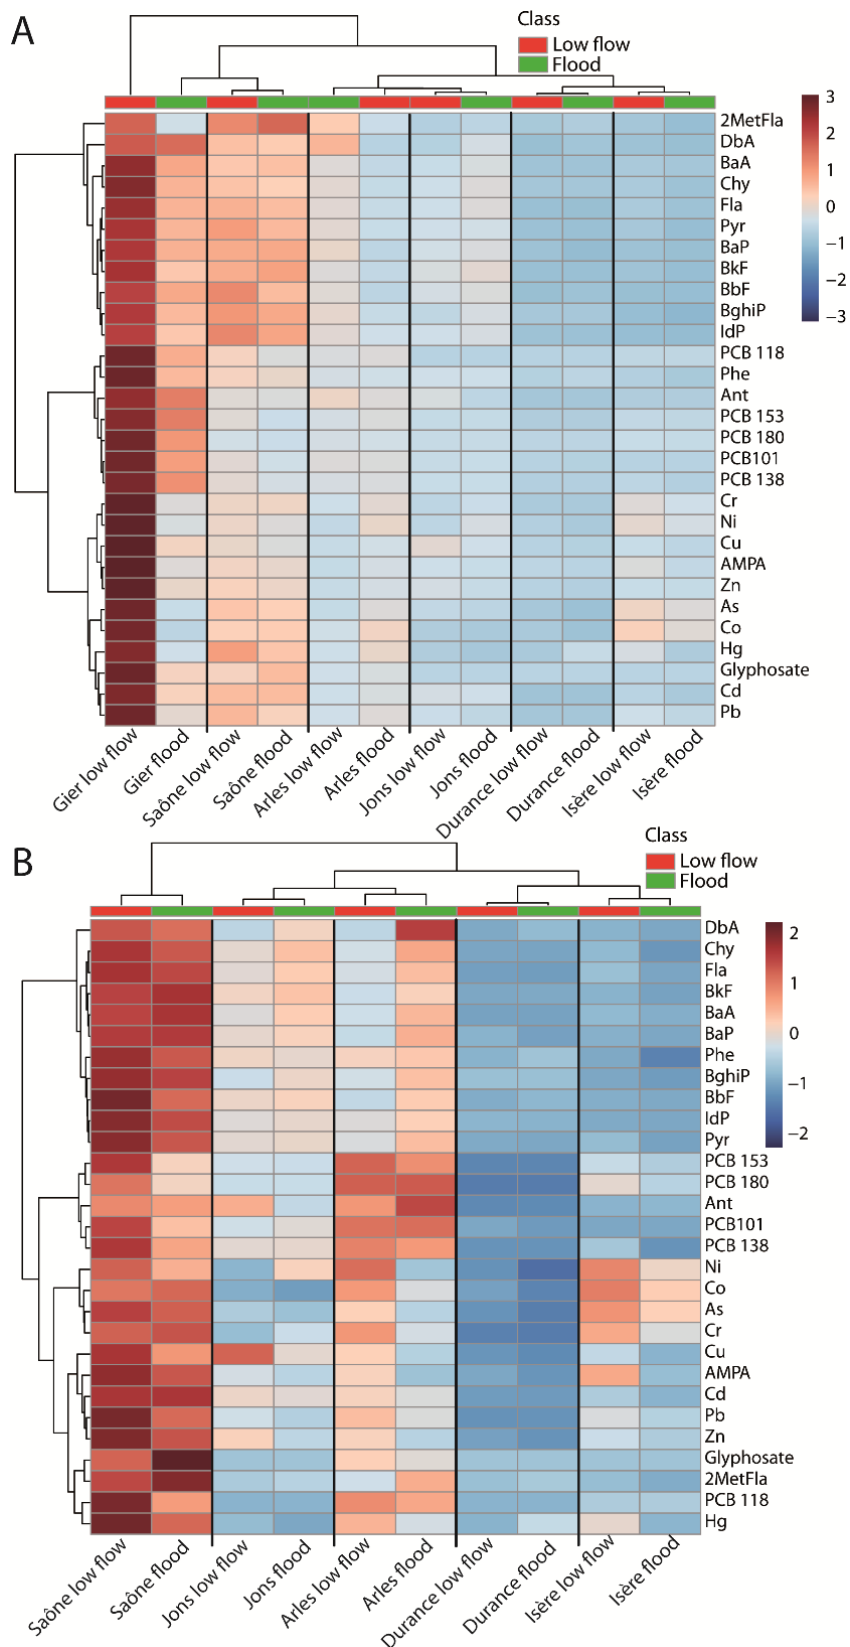 A
Class
Low flow
Flood
3
2
1
0
−1
−2
−3
2MetFla
DbA
BaA
Chy
Fla
Pyr
BaP
BkF
BbF
BghiP
IdP
PCB 118
Phe
Ant
PCB 153
PCB 180
PCB101
PCB 138
Cr
Ni
Cu
AMPA
Zn
As
Co
Hg
Glyphosate
Cd
Pb
Gier low flow
Gier flood
Saône low flow
Saône flood
Arles low flow
Arles flood
Jons low flow
Jons flood
Durance low flow
Durance flood
Isère low flow
Isère flood
B
Class
Low flow
Flood
2
1
0
−1
−2
DbA
Chy
Fla
BkF
BaA
BaP
Phe
BghiP
BbF
IdP
Pyr
PCB 153
PCB 180
Ant
PCB101
PCB 138
Ni
Co
As
Cr
Cu
AMPA
Cd
Pb
Zn
Glyphosate
2MetFla
PCB 118
Hg
Saône low flow
Saône flood
Jons low flow
Jons flood
Arles low flow
Arles flood
Durance low flow
Durance flood
Isère low flow
Isère flood